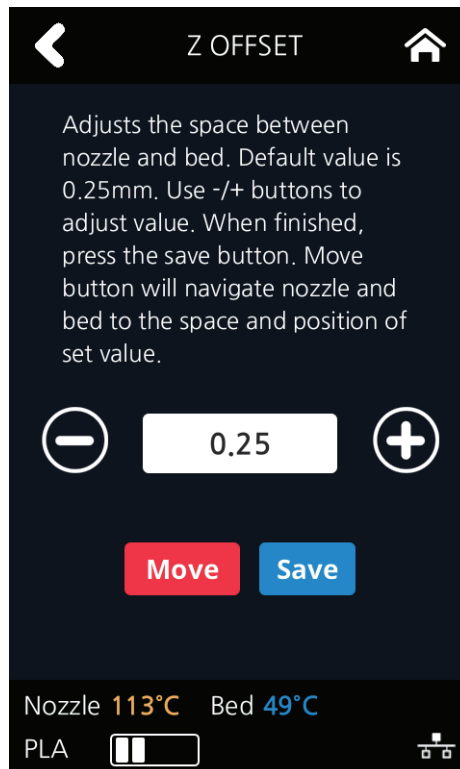 Z OFFSET
Adjusts the space between
nozzle and bed. Default value is
0.25mm. Use -/+ buttons to
adjust value. When finished,
press the save button. Move
button will navigate nozzle and
bed to the space and position of
set value.
0.25
Move Save
Nozzle 113°C Bed 49°C
PLA